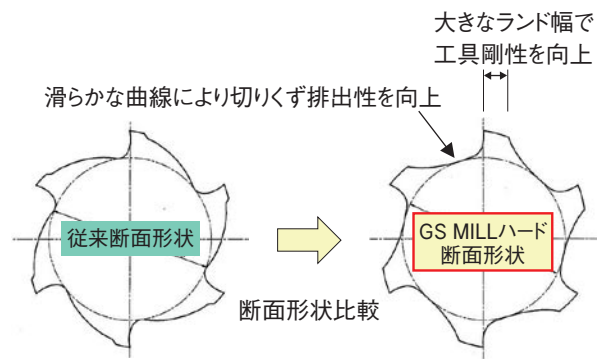 大きなランド幅で
工具剛性を向上
滑らかな曲線により切りくず排出性を向上
従来断面形状
GS MILLハード
断面形状
断面形状比較